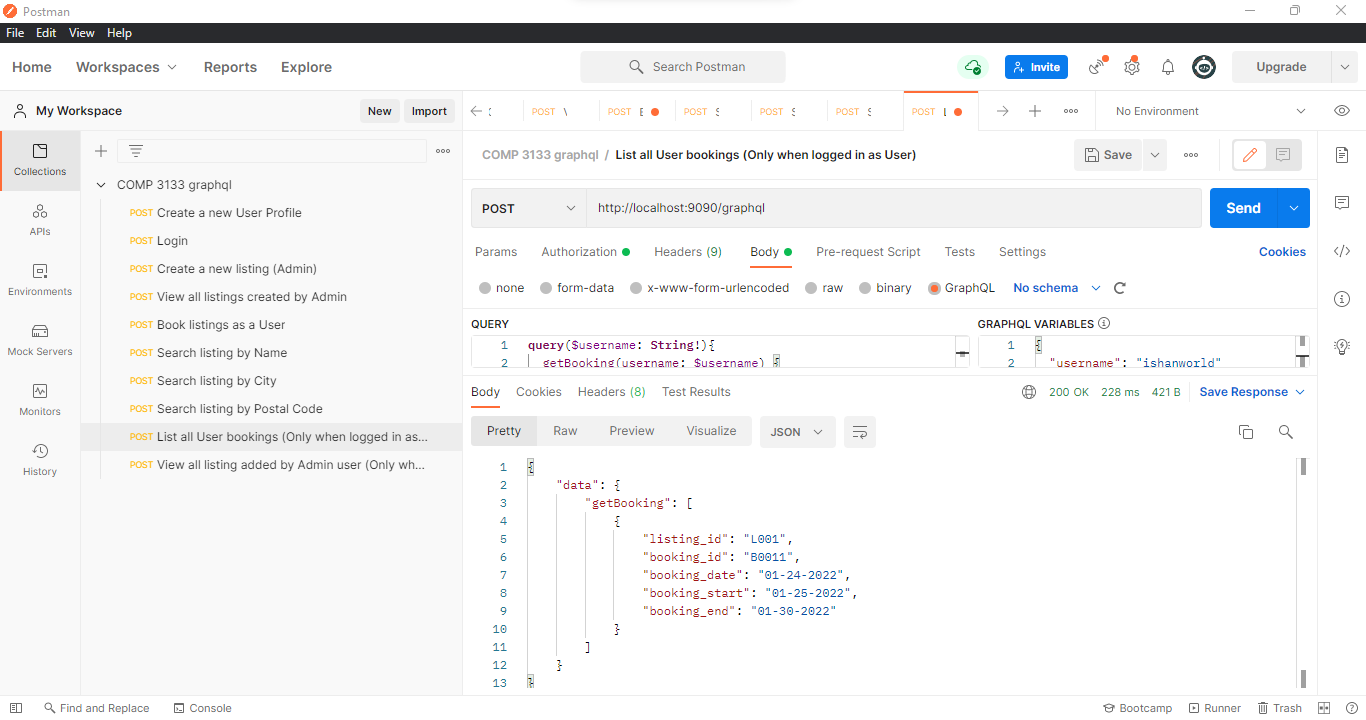 Postman
File Edit View Help
Home Workspaces Reports Explore
Search Postman
Invite
Upgrade
My Workspace
New Import
POST POST POST POST POST POST
No Environment
Collections
APIs
Environments
Mock Servers
Monitors
History
COMP 3133 graphql
POST Create a new User Profile
POST Login
POST Create a new listing (Admin)
POST View all listings created by Admin
POST Book listings as a User
POST Search listing by Name
POST Search listing by City
POST Search listing by Postal Code
POST List all User bookings (Only when logged in as...
POST View all listing added by Admin user (Only wh...
COMP 3133 graphql / List all User bookings (Only when logged in as User)
Save
POST http://localhost:9090/graphql
Send
Params Authorization Headers (9) Body Pre-request Script Tests Settings
Cookies
none form-data x-www-form-urlencoded raw binary GraphQL No schema
QUERY
1 query($username: String!){
2 getBooking(username: $username) {
GRAPHQL VARIABLES
1 {
2 "username": "ishanworld"
Body Cookies Headers (8) Test Results
200 OK 228 ms 421 B Save Response
Pretty Raw Preview Visualize JSON
1 {
2 "data": {
3 "getBooking": [
4 {
5 "listing_id": "L001",
6 "booking_id": "B0011",
7 "booking_date": "01-24-2022",
8 "booking_start": "01-25-2022",
9 "booking_end": "01-30-2022"
10 }
11 ]
12 }
13 }
Find and Replace Console
Bootcamp Runner Trash